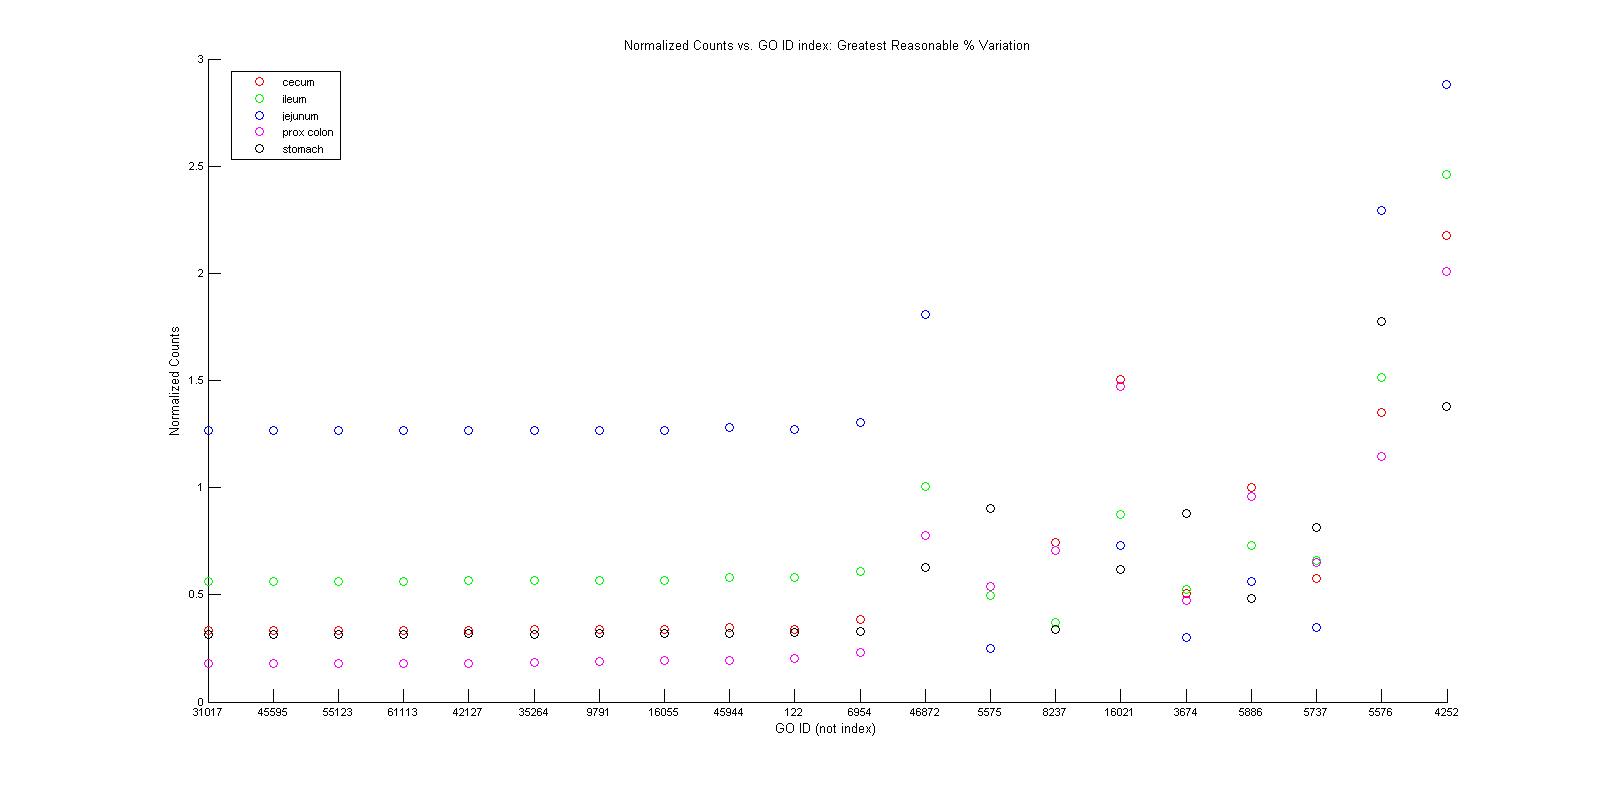 Normalized Counts vs. GO ID index: Greatest Reasonable % Variation
3
cecum
ileum
jejunum
prox colon
stomach
2.5
2
1.5
1
0.5
0
Normalized Counts
31017 45595 55123 61113 42127 35264 9791 16055 45944 122 6954 46872 5575 8237 16021 3674 5886 5737 5576 4252
GO ID (not index)